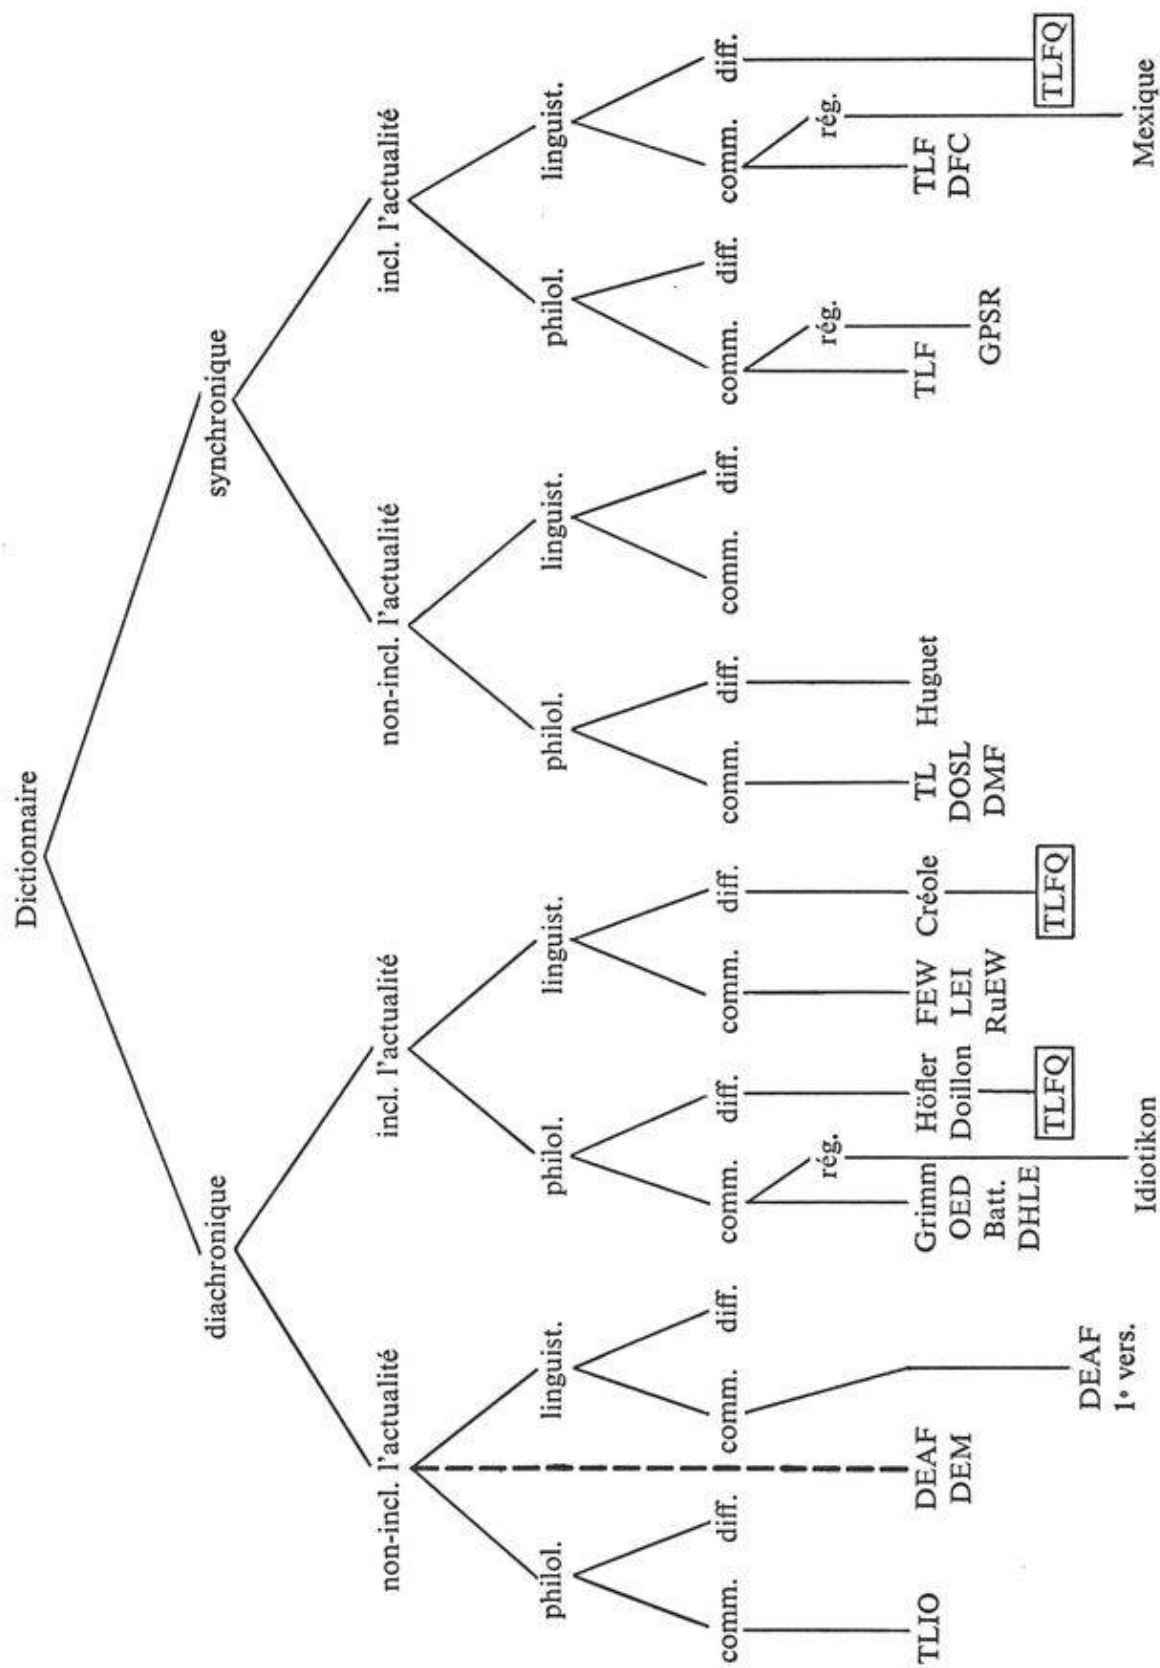 Dictionnaire
diachronique
synchronique
non-incl. l'actualité
incl. l'actualité
non-incl. l'actualité
incl. l'actualité
philol.
linguist.
philol.
linguist.
philol.
linguist.
philol.
linguist.
comm.
diff.
comm.
diff.
comm.
diff.
comm.
diff.
comm.
diff.
comm.
diff.
comm.
diff.
comm.
diff.
rég.
rég.
rég.
TLIO
DEAF
DEM
Grimm
OED
Batt.
DHLE
Höfler
Doillon
FEW
LEI
RuEW
Créole
TL
DOSL
DMF
Huguet
TLF
GPSR
TLF
DFC
TLFQ
TLFQ
TLFQ
DEAF
1e vers.
Idiotikon
Mexique